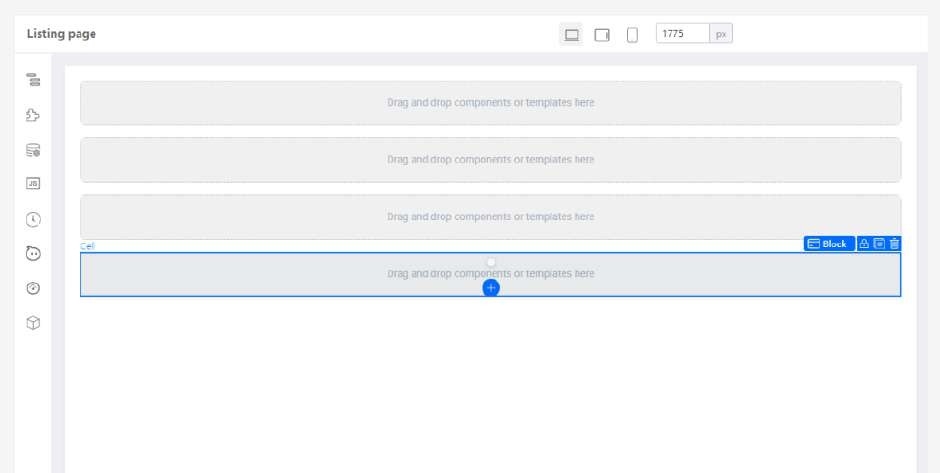 Listing page
1775 px
JS
Drag and drop components or templates here
Drag and drop components or templates here
Drag and drop components or templates here
Cell
Block
Drag and drop components or templates here